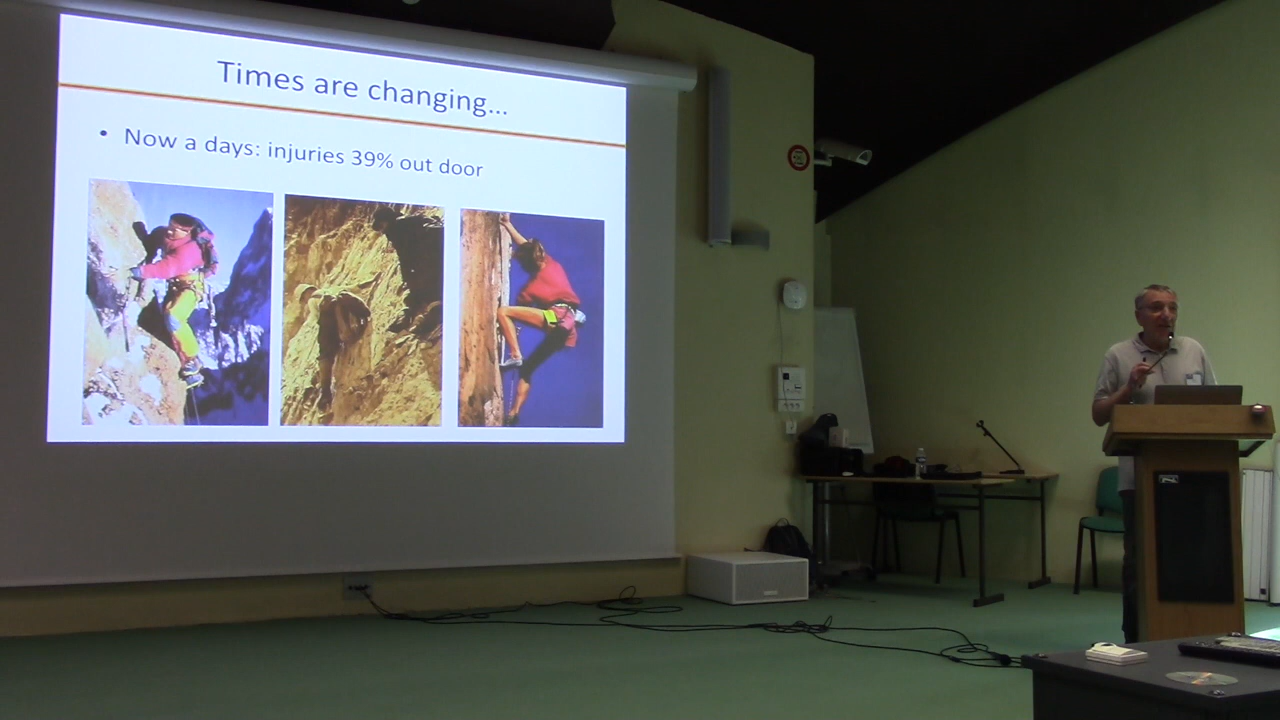 Times are changing...
• Now a days: injuries 39% out door